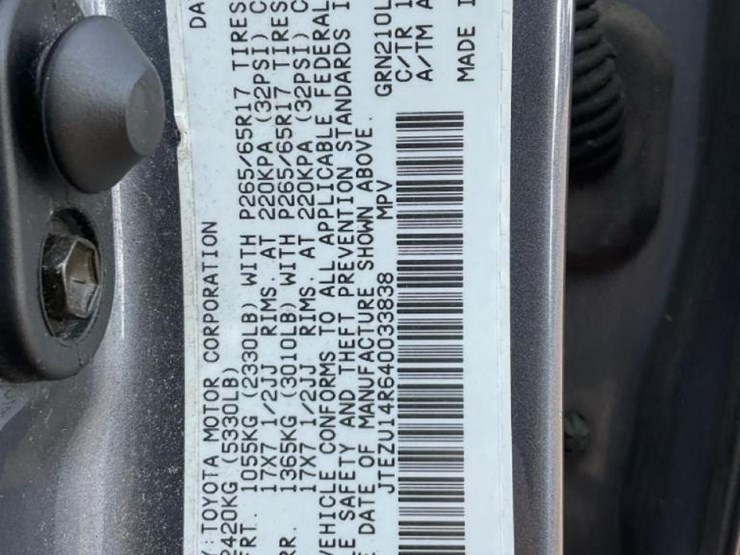 Y: TOYOTA MOTOR CORPORATION DA
2420KG (5330LB)
FRT. 1055KG (2330LB) WITH P265/65R17 TIRES
17X7 1/2JJ RIMS. AT 220KPA (32PSI) C
RR. 1365KG (3010LB) WITH P265/65R17 TIRES
17X7 1/2JJ RIMS. AT 220KPA (32PSI) C
VEHICLE CONFORMS TO ALL APPLICABLE FEDERAL
E SAFETY AND THEFT PREVENTION STANDARDS I
E DATE OF MANUFACTURE SHOWN ABOVE.
JTEZU14R640033838 MPV GRN210L
C/TR 1
A/TM A
MADE I